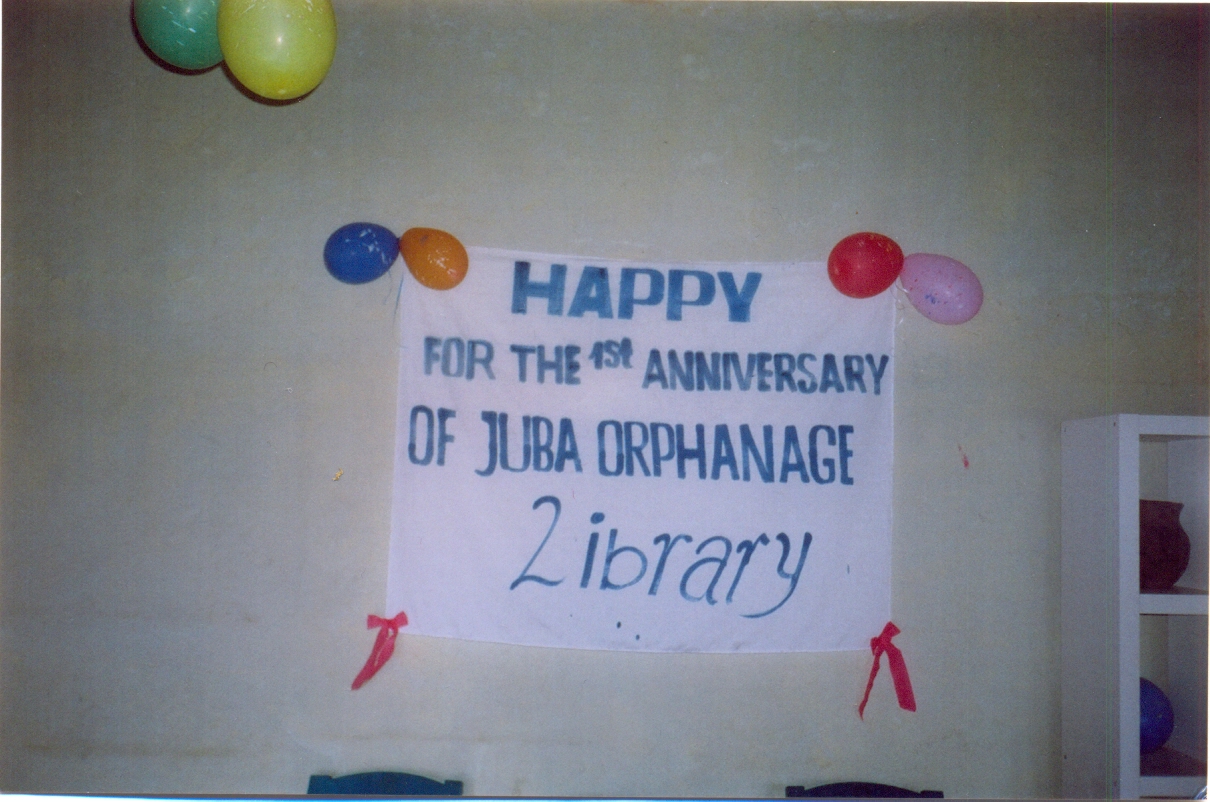 HAPPY
FOR THE 1st ANNIVERSARY
OF JUBA ORPHANAGE
Library